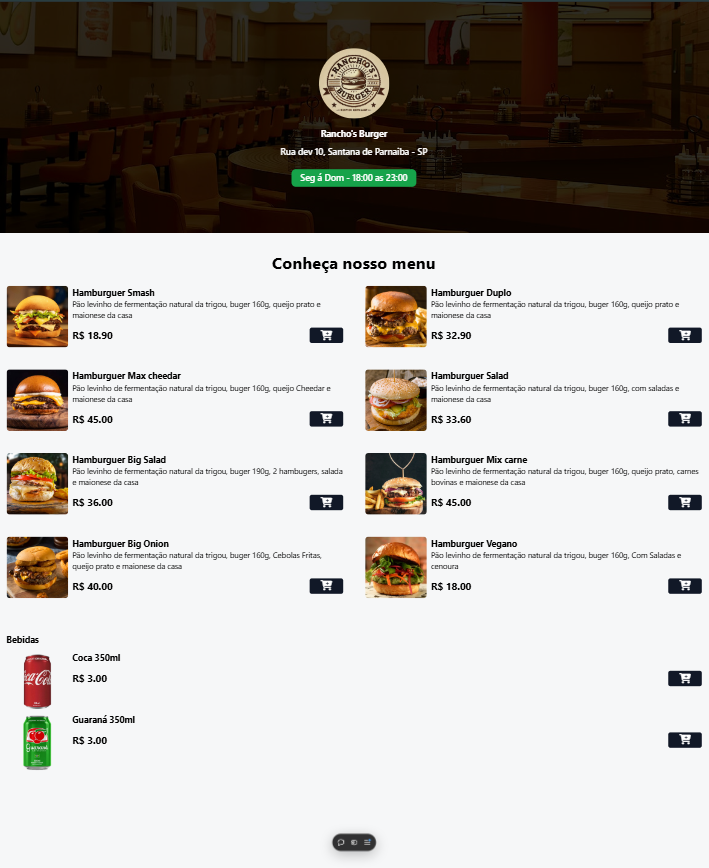 RANCHO'S
BURGER
Rancho's Burger
Rua dev 10, Santana de Parnaíba - SP
Seg á Dom - 18:00 as 23:00
Conheça nosso menu
Hamburguer Smash
Pão levinho de fermentação natural da trigou, buger 160g, queijo prato e
maionese da casa
R$ 18.90
Hamburguer Duplo
Pão levinho de fermentação natural da trigou, buger 160g, queijo prato e
maionese da casa
R$ 32.90
Hamburguer Max cheedar
Pão levinho de fermentação natural da trigou, buger 160g, queijo Cheedar e
maionese da casa
R$ 45.00
Hamburguer Salad
Pão levinho de fermentação natural da trigou, buger 160g, com saladas e
maionese da casa
R$ 33.60
Hamburguer Big Salad
Pão levinho de fermentação natural da trigou, buger 190g, 2 hambugers, salada
e maionese da casa
R$ 36.00
Hamburguer Mix carne
Pão levinho de fermentação natural da trigou, buger 160g, queijo prato, carnes
bovinas e maionese da casa
R$ 45.00
Hamburguer Big Onion
Pão levinho de fermentação natural da trigou, buger 160g, Cebolas Fritas,
queijo prato e maionese da casa
R$ 40.00
Hamburguer Vegano
Pão levinho de fermentação natural da trigou, buger 160g, Com Saladas e
cenoura
R$ 18.00
Bebidas
Coca 350ml
R$ 3.00
Coca-Co
Guaraná 350ml
R$ 3.00
Guaraná